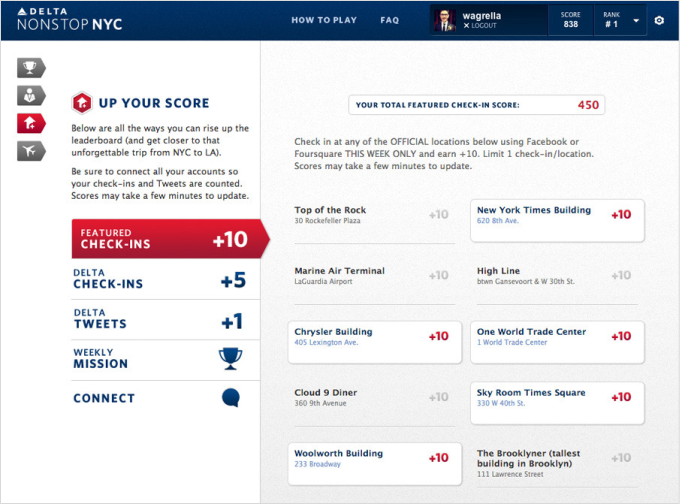 DELTA
NONSTOP NYC
HOW TO PLAY
FAQ
wagrella
✕ LOGOUT
SCORE
838
RANK
# 1
UP YOUR SCORE
Below are all the ways you can rise up the
leaderboard (and get closer to that
unforgettable trip from NYC to LA).
Be sure to connect all your accounts so
your check-ins and Tweets are counted.
Scores may take a few minutes to update.
FEATURED
CHECK-INS
+10
DELTA
CHECK-INS
+5
DELTA
TWEETS
+1
WEEKLY
MISSION
CONNECT
YOUR TOTAL FEATURED CHECK-IN SCORE:
450
Check in at any of the OFFICIAL locations below using Facebook or
Foursquare THIS WEEK ONLY and earn +10. Limit 1 check-in/location.
Scores may take a few minutes to update.
Top of the Rock
30 Rockefeller Plaza
+10
New York Times Building
620 8th Ave.
+10
Marine Air Terminal
LaGuardia Airport
+10
High Line
btwn Gansevoort & W 30th St.
+10
Chrysler Building
405 Lexington Ave.
+10
One World Trade Center
1 World Trade Center
+10
Cloud 9 Diner
360 9th Avenue
+10
Sky Room Times Square
330 W 40th St.
+10
Woolworth Building
233 Broadway
+10
The Brooklyner (tallest
building in Brooklyn)
111 Lawrence Street
+10